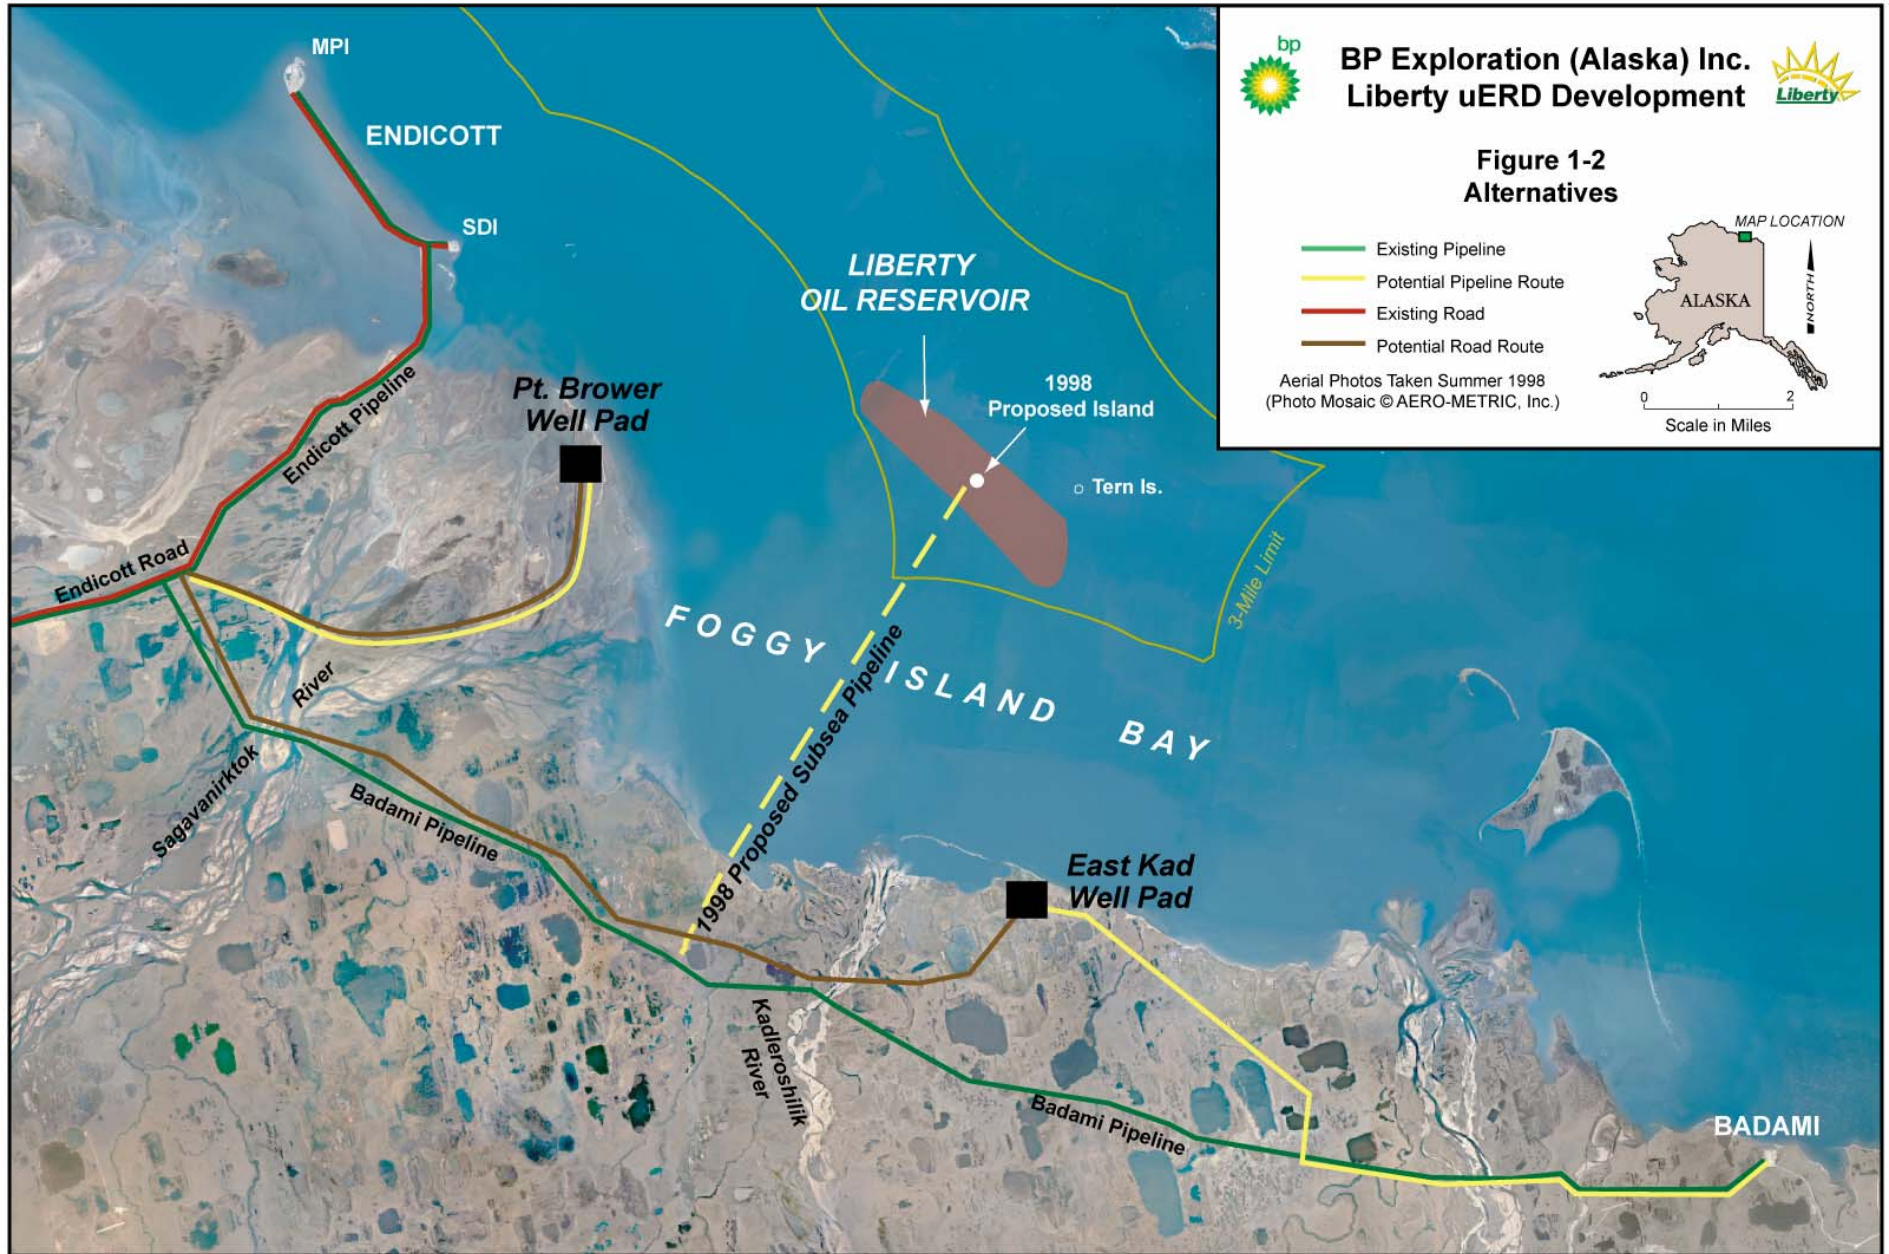 MPI
ENDICOTT
SDI
bp
BP Exploration (Alaska) Inc.
Liberty uERD Development
Liberty
Figure 1-2
Alternatives
MAP LOCATION
Existing Pipeline
Potential Pipeline Route
Existing Road
Potential Road Route
ALASKA
NORTH
Aerial Photos Taken Summer 1998
(Photo Mosaic © AERO-METRIC, Inc.)
0 2
Scale in Miles
LIBERTY
OIL RESERVOIR
1998
Proposed Island
Tern Is.
3-Mile Limit
Pt. Brower
Well Pad
Endicott Pipeline
Endicott Road
FOGGY ISLAND BAY
1998 Proposed Subsea Pipeline
Sagavanirktok
River
Badami Pipeline
East Kad
Well Pad
Kadleroshilik
River
Badami Pipeline
BADAMI